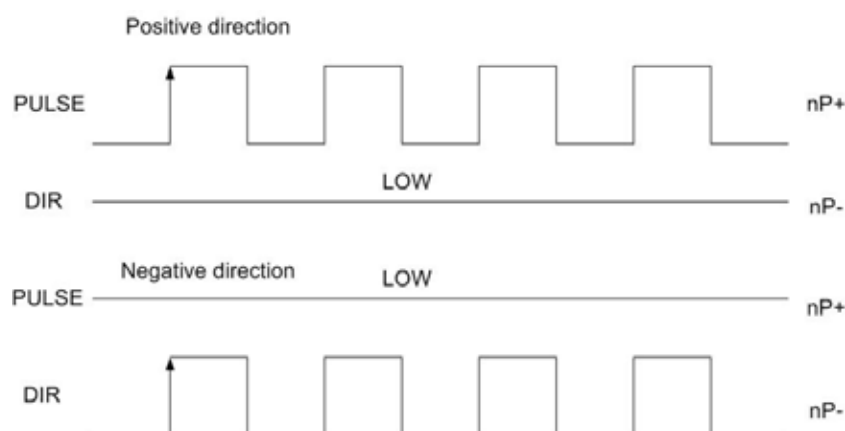 Positive direction
PULSE nP+
LOW
DIR nP-
Negative direction LOW
PULSE nP+
DIR nP-